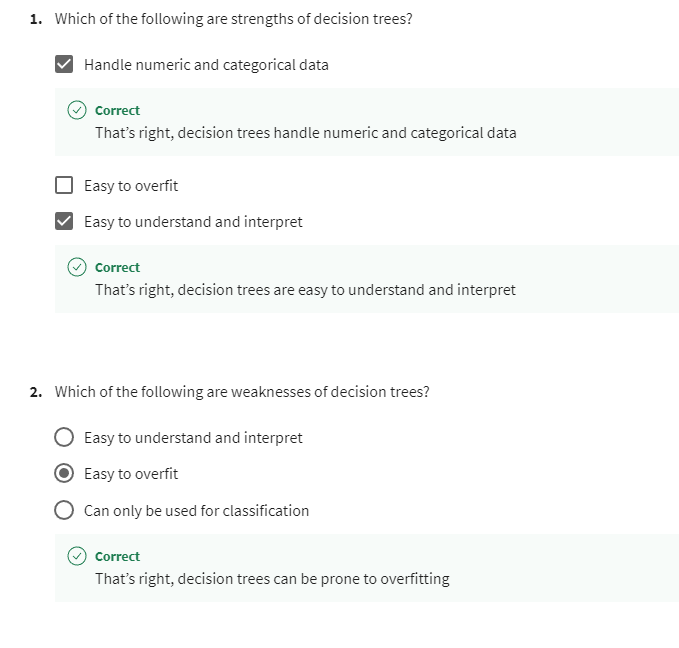 1. Which of the following are strengths of decision trees?
Handle numeric and categorical data
Correct
That’s right, decision trees handle numeric and categorical data
Easy to overfit
Easy to understand and interpret
Correct
That’s right, decision trees are easy to understand and interpret
2. Which of the following are weaknesses of decision trees?
Easy to understand and interpret
Easy to overfit
Can only be used for classification
Correct
That’s right, decision trees can be prone to overfitting